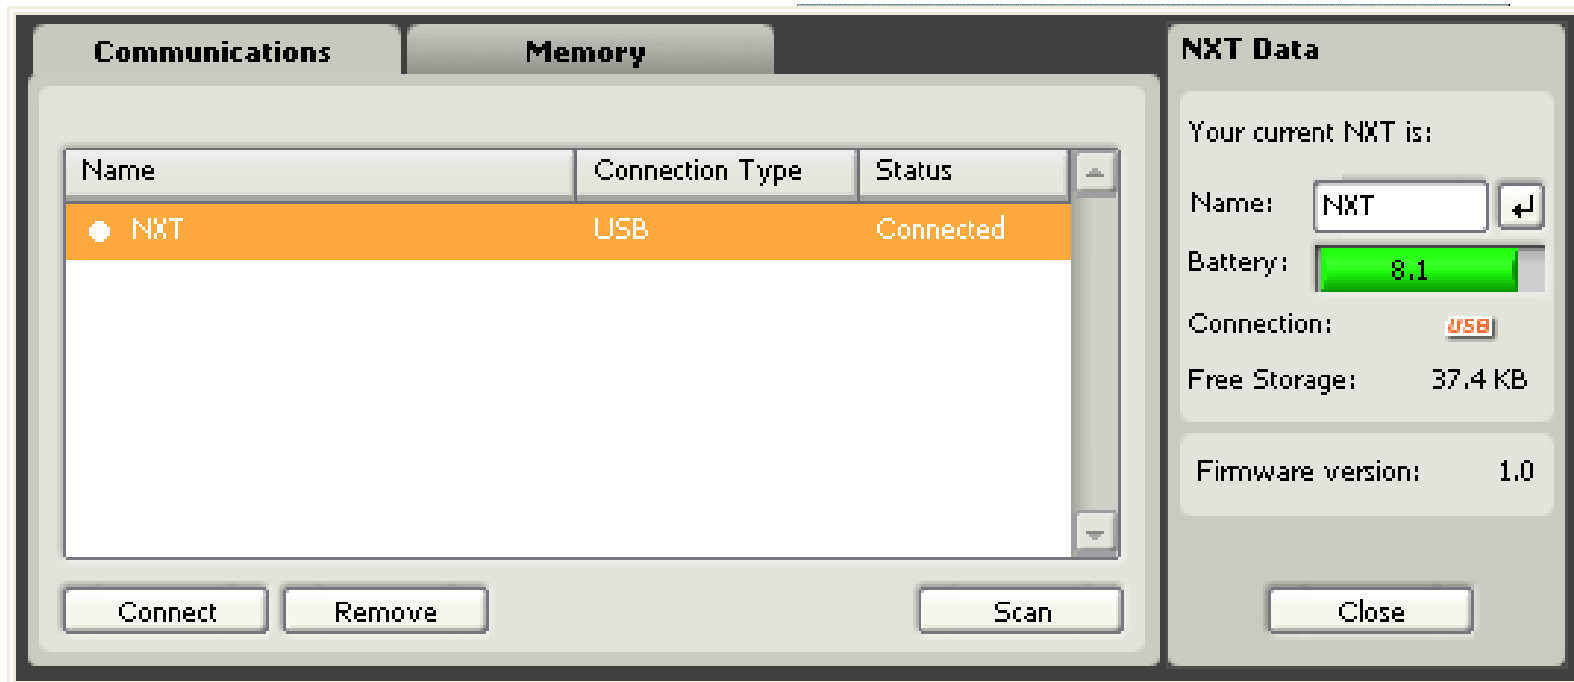 Communications Memory
Name Connection Type Status
NXT USB Connected
Connect Remove Scan
NXT Data
Your current NXT is:
Name: NXT
Battery: 8.1
Connection: USB
Free Storage: 37.4 KB
Firmware version: 1.0
Close